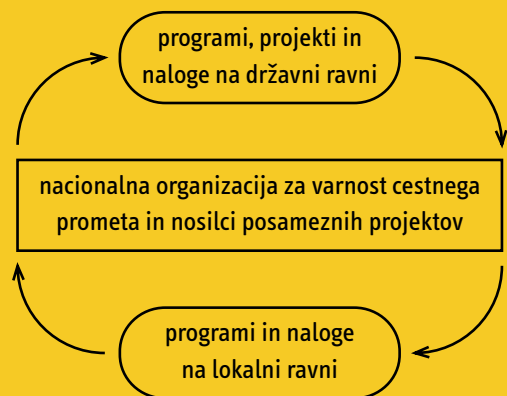 programi, projekti in
naloge na državni ravni
nacionalna organizacija za varnost cestnega
prometa in nosilci posameznih projektov
programi in naloge
na lokalni ravni